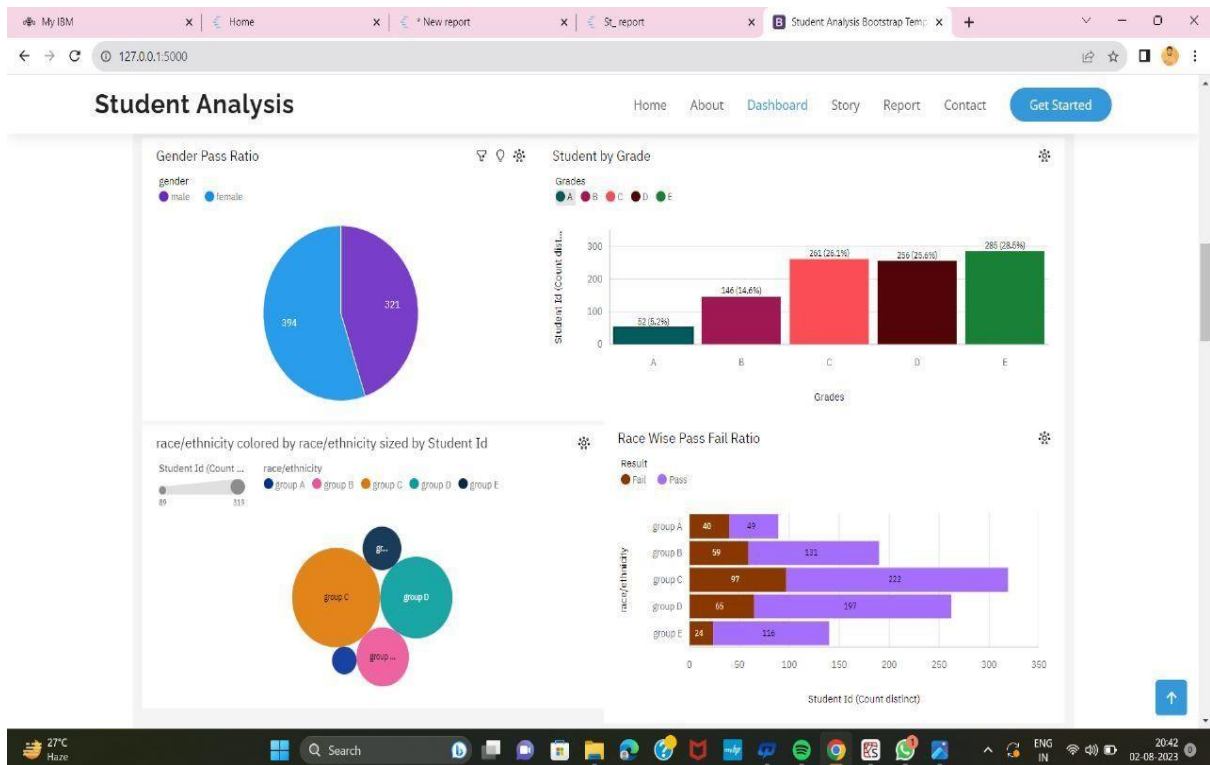 My IBM
Home
* New report
St_report
Student Analysis Bootstrap Temp
127.0.0.1:5000
Student Analysis
Home About Dashboard Story Report Contact Get Started
Gender Pass Ratio
gender
male female
394
321
Student by Grade
Grades
A B C D E
Student Id (Count dist...
300
200
100
0
52 (5.2%)
146 (14.6%)
261 (26.1%)
256 (25.6%)
285 (28.5%)
A B C D E
Grades
race/ethnicity colored by race/ethnicity sized by Student Id
Student Id (Count ...
89 319
race/ethnicity
group A group B group C group D group E
gr...
group C
group D
group ...
Race Wise Pass Fail Ratio
Result
Fail Pass
race/ethnicity
group A 40 49
group B 59 131
group C 97 222
group D 65 197
group E 24 116
0 50 100 150 200 250 300 350
Student Id (Count distinct)
27°C
Haze
Search
ENG
IN
20:42
02-08-2023